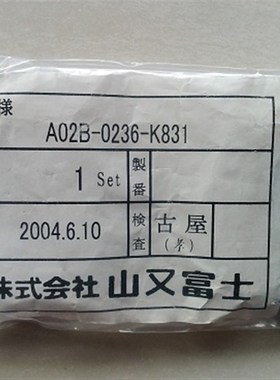 様
A02B-0236-K831
1 Set 製番
2004.6.10 検査 古屋(孝)
株式会社 山又富士